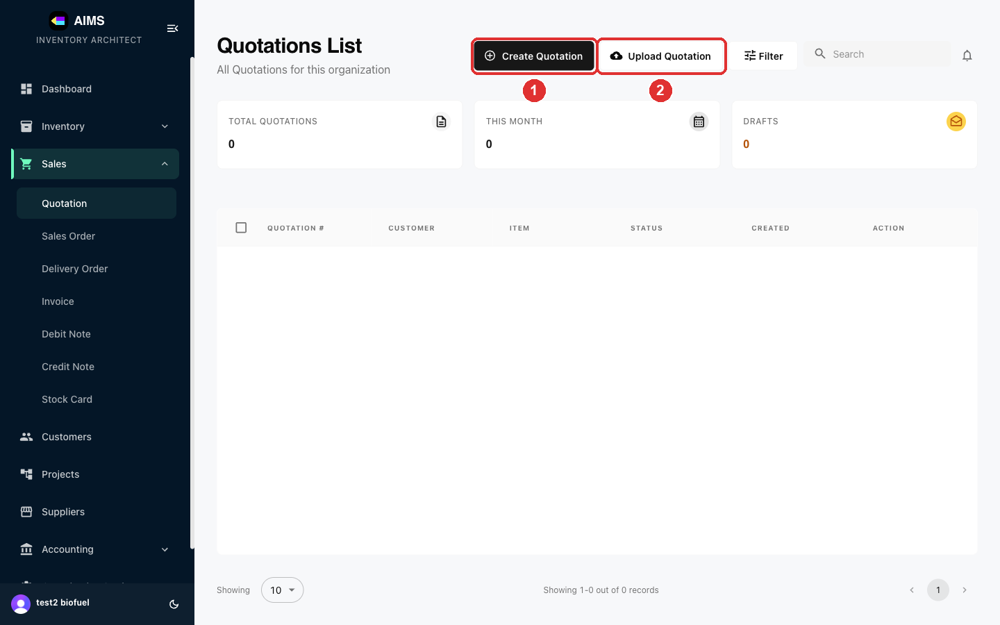 AIMS
INVENTORY ARCHITECT
Dashboard
Inventory
Sales
Quotation
Sales Order
Delivery Order
Invoice
Debit Note
Credit Note
Stock Card
Customers
Projects
Suppliers
Accounting
test2 biofuel
Quotations List
All Quotations for this organization
Create Quotation
Upload Quotation
Filter
Search
1
2
TOTAL QUOTATIONS
0
THIS MONTH
0
DRAFTS
0
QUOTATION # CUSTOMER ITEM STATUS CREATED ACTION
Showing 10 Showing 1-0 out of 0 records 1